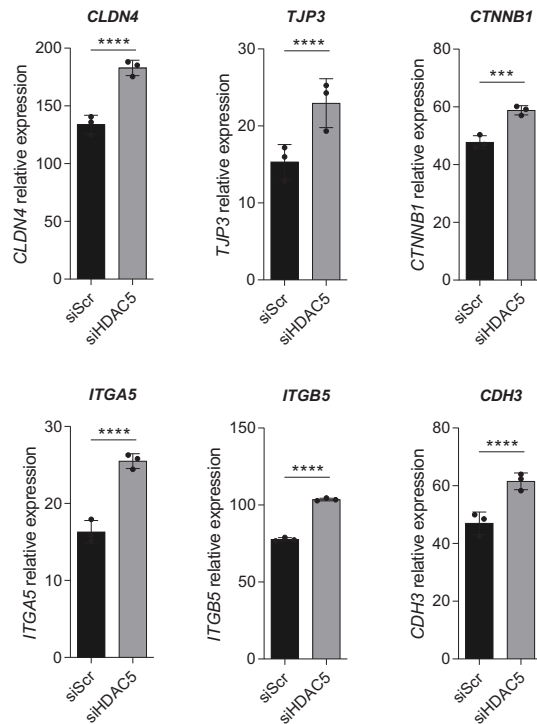 CLDN4
TJP3
CTNNB1
****
****
***
CLDN4 relative expression
200
150
100
50
0
TJP3 relative expression
30
20
10
0
CTNNB1 relative expression
80
60
40
20
0
siScr
siHDAC5
siScr
siHDAC5
siScr
siHDAC5
ITGA5
ITGB5
CDH3
****
****
****
ITGA5 relative expression
30
20
10
0
ITGB5 relative expression
150
100
50
0
CDH3 relative expression
80
60
40
20
0
siScr
siHDAC5
siScr
siHDAC5
siScr
siHDAC5